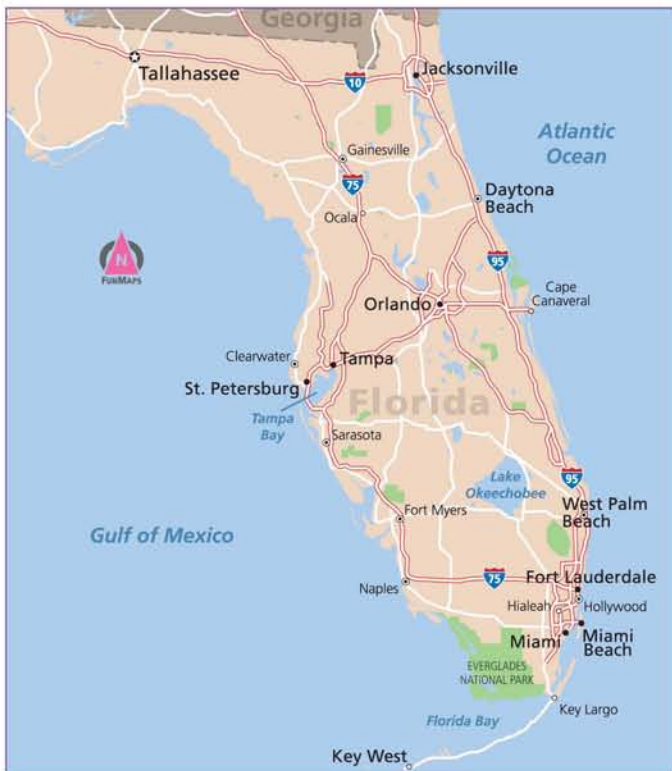 Georgia
Tallahassee
10
Jacksonville
Atlantic
Ocean
Gainesville
75
Daytona
Beach
Ocala
N
FUNMAPS
95
Cape
Canaveral
Orlando
Clearwater
Tampa
St. Petersburg
Florida
Tampa
Bay
Sarasota
95
Lake
Okeechobee
West Palm
Beach
Fort Myers
Gulf of Mexico
75
Fort Lauderdale
Naples
Hialeah
Hollywood
Miami
Miami
Beach
EVERGLADES
NATIONAL PARK
Key Largo
Florida Bay
Key West